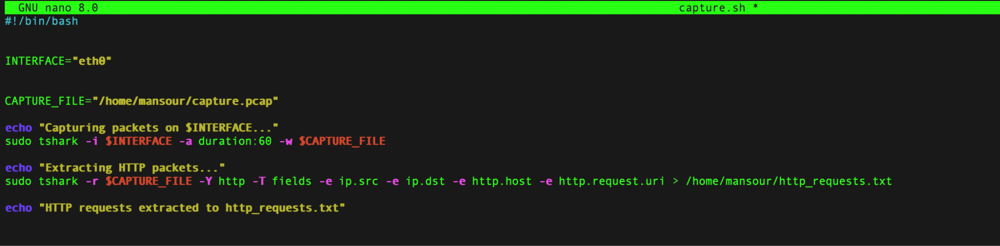 GNU nano 8.0 capture.sh *
#!/bin/bash
INTERFACE="eth0"
CAPTURE_FILE="/home/mansour/capture.pcap"
echo "Capturing packets on $INTERFACE..."
sudo tshark -i $INTERFACE -a duration:60 -w $CAPTURE_FILE
echo "Extracting HTTP packets..."
sudo tshark -r $CAPTURE_FILE -Y http -T fields -e ip.src -e ip.dst -e http.host -e http.request.uri > /home/mansour/http_requests.txt
echo "HTTP requests extracted to http_requests.txt"